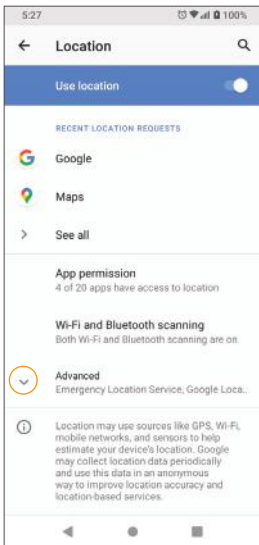 5:27
100%
Location
Use location
RECENT LOCATION REQUESTS
Google
Maps
See all
App permission
4 of 20 apps have access to location
Wi-Fi and Bluetooth scanning
Both Wi-Fi and Bluetooth scanning are on
Advanced
Emergency Location Service, Google Loca..
Location may use sources like GPS, Wi-Fi,
mobile networks, and sensors to help
estimate your device's location. Google
may collect location data periodically
and use this data in an anonymous
way to improve location accuracy and
location-based services.